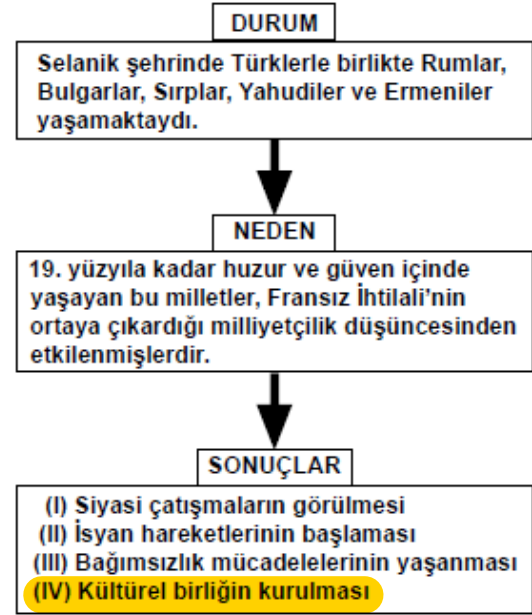 DURUM
Selanik şehrinde Türklerle birlikte Rumlar,
Bulgarlar, Sırplar, Yahudiler ve Ermeniler
yaşamaktaydı.
NEDEN
19. yüzyıla kadar huzur ve güven içinde
yaşayan bu milletler, Fransız İhtilali’nin
ortaya çıkardığı milliyetçilik düşüncesinden
etkilenmişlerdir.
SONUÇLAR
(I) Siyasi çatışmaların görülmesi
(II) İsyan hareketlerinin başlaması
(III) Bağımsızlık mücadelelerinin yaşanması
(IV) Kültürel birliğin kurulması